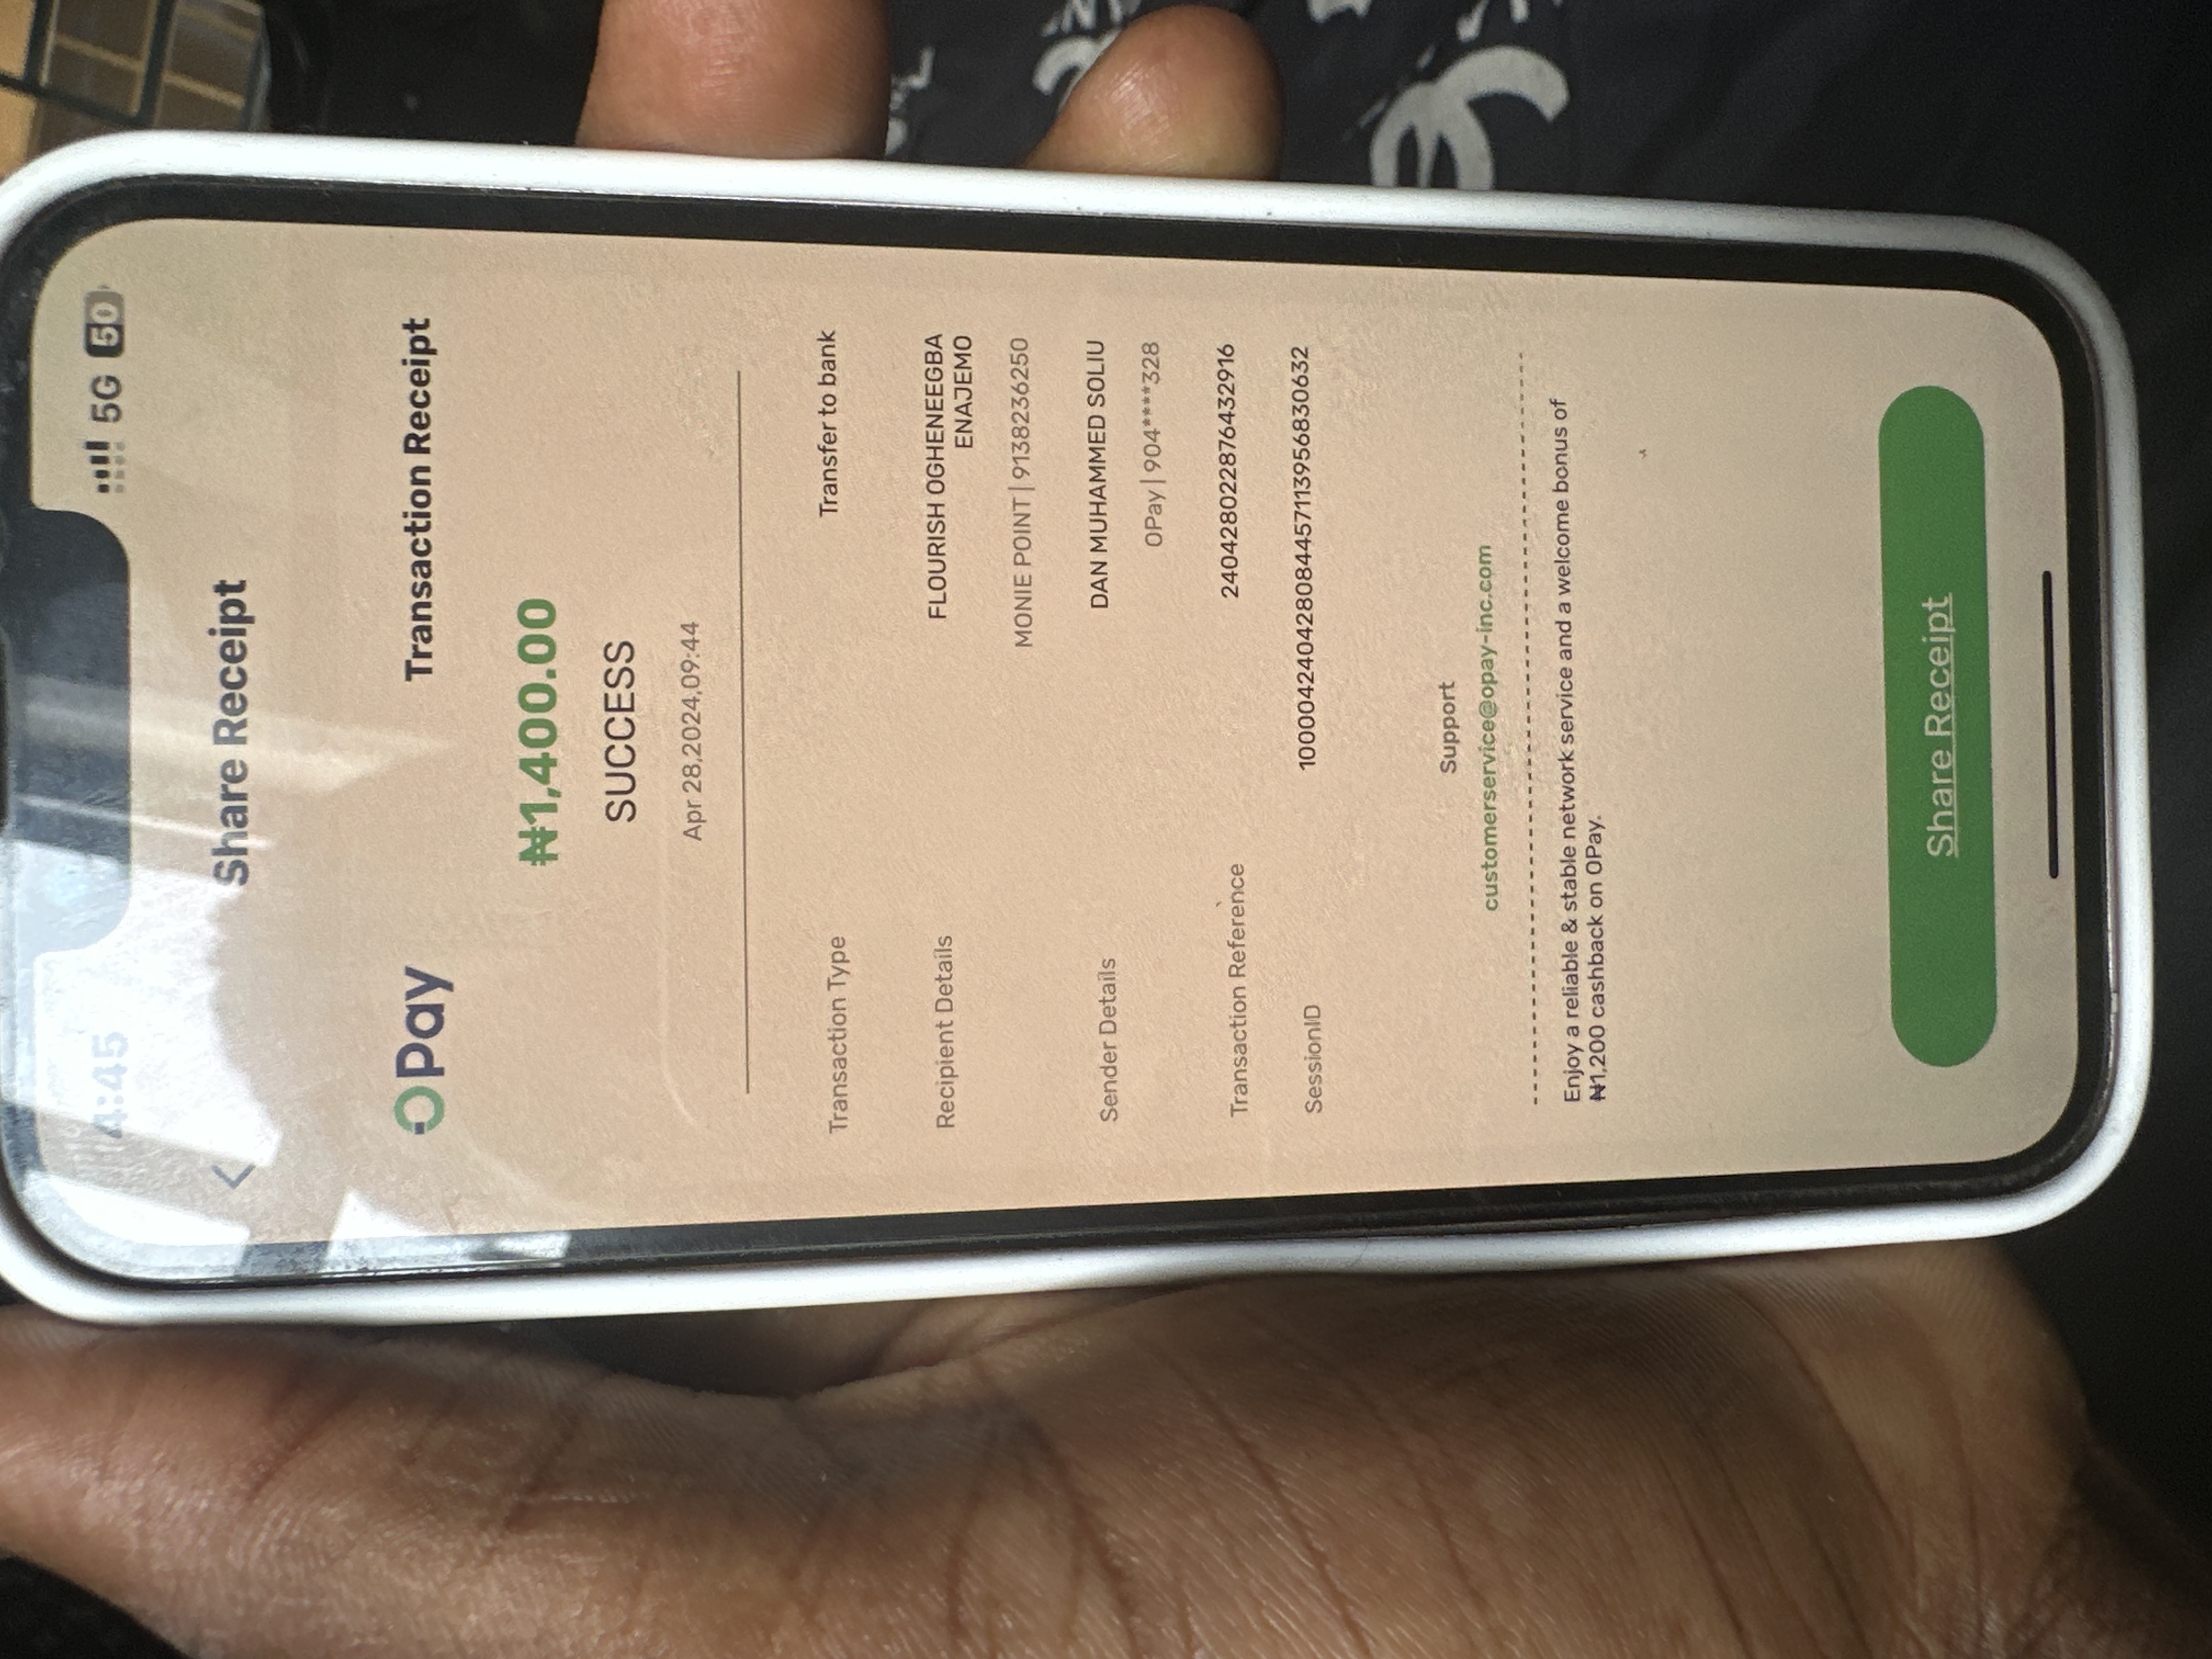 4:45
5G 50
Share Receipt
OPay Transaction Receipt
₦1,400.00
SUCCESS
Apr 28,2024,09:44
Transaction Type Transfer to bank
Recipient Details FLOURISH OGHENEEGBA
ENAJEMO
MONIE POINT | 9138236250
Sender Details DAN MUHAMMED SOLIU
OPay | 904****328
Transaction Reference 240428022876432916
SessionID 100004240428084457113956830632
Support
customerservice@opay-inc.com
Enjoy a reliable & stable network service and a welcome bonus of
₦1,200 cashback on OPay.
Share Receipt